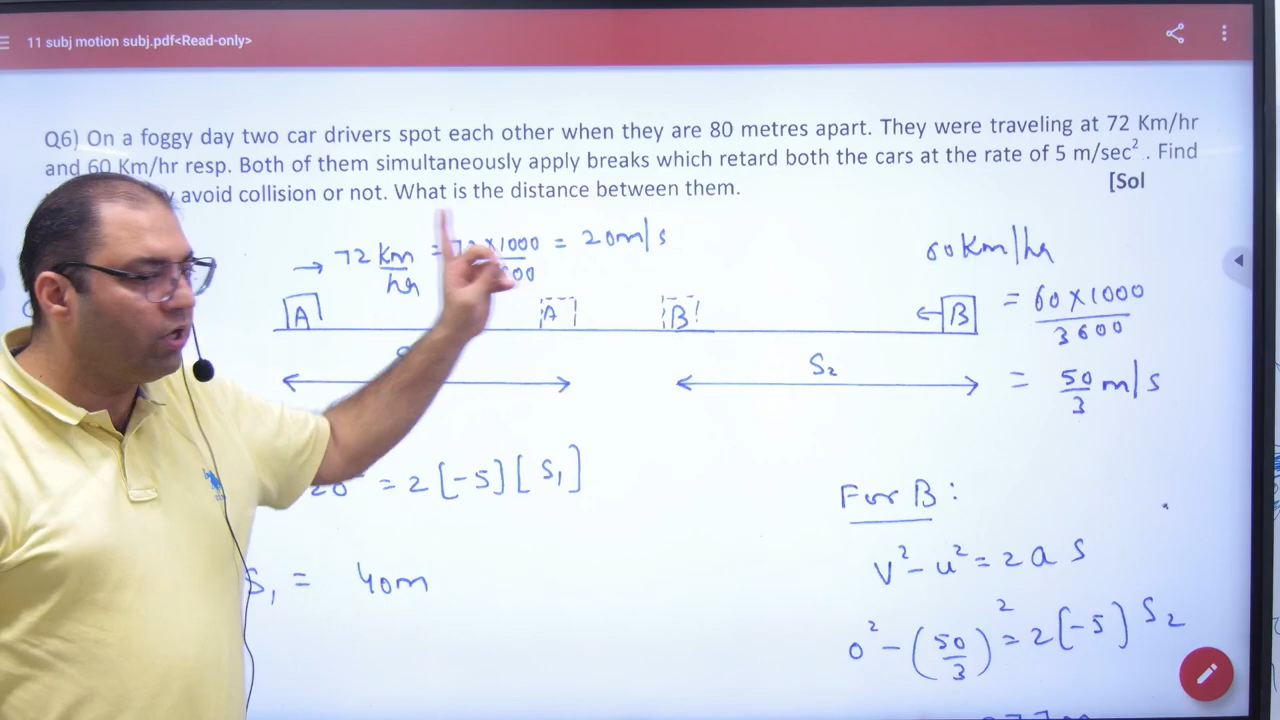 11 subj motion subj.pdf<Read-only>
Q6) On a foggy day two car drivers spot each other when they are 80 metres apart. They were traveling at 72 Km/hr
and 60 Km/hr resp. Both of them simultaneously apply breaks which retard both the cars at the rate of 5 m/sec². Find
avoid collision or not. What is the distance between them. [Sol
→ 72 Km/hr = ×1000 = 20m/s
60Km/hr
A A B ←B = 60×1000/3600
S₂
= 50/3 m/s
= 2[-5][S₁]
For B:
v²-u² = 2 a S
S₁ = 40m
0² - (50/3)² = 2[-5] S₂